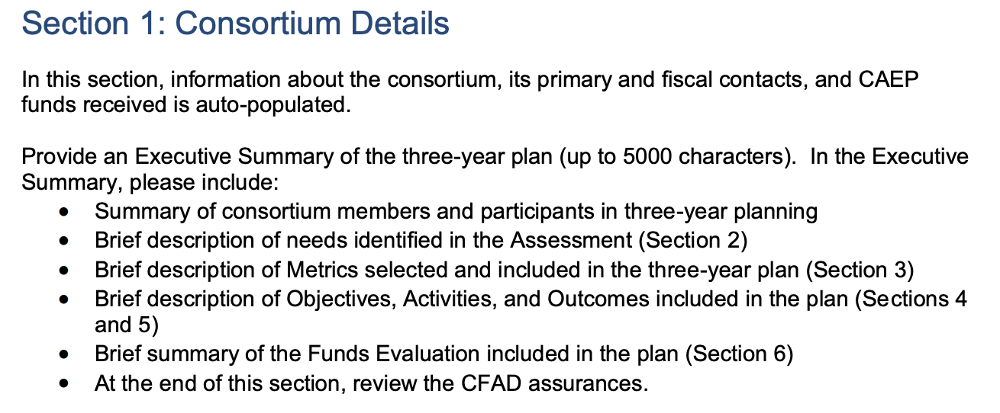 Section 1: Consortium Details
In this section, information about the consortium, its primary and fiscal contacts, and CAEP
funds received is auto-populated.
Provide an Executive Summary of the three-year plan (up to 5000 characters).  In the Executive
Summary, please include:
• Summary of consortium members and participants in three-year planning
• Brief description of needs identified in the Assessment (Section 2)
• Brief description of Metrics selected and included in the three-year plan (Section 3)
• Brief description of Objectives, Activities, and Outcomes included in the plan (Sections 4
and 5)
• Brief summary of the Funds Evaluation included in the plan (Section 6)
• At the end of this section, review the CFAD assurances.